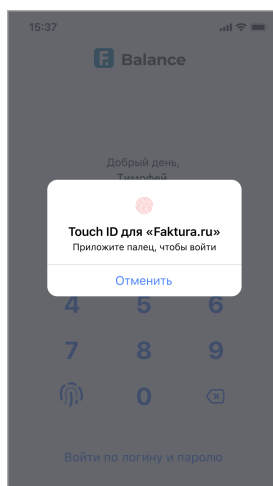 15:37
Balance
Добрый день,
Тимофей
Touch ID для «Faktura.ru»
Приложите палец, чтобы войти
Отменить
4 5 6
7 8 9
0
Войти по логину и паролю